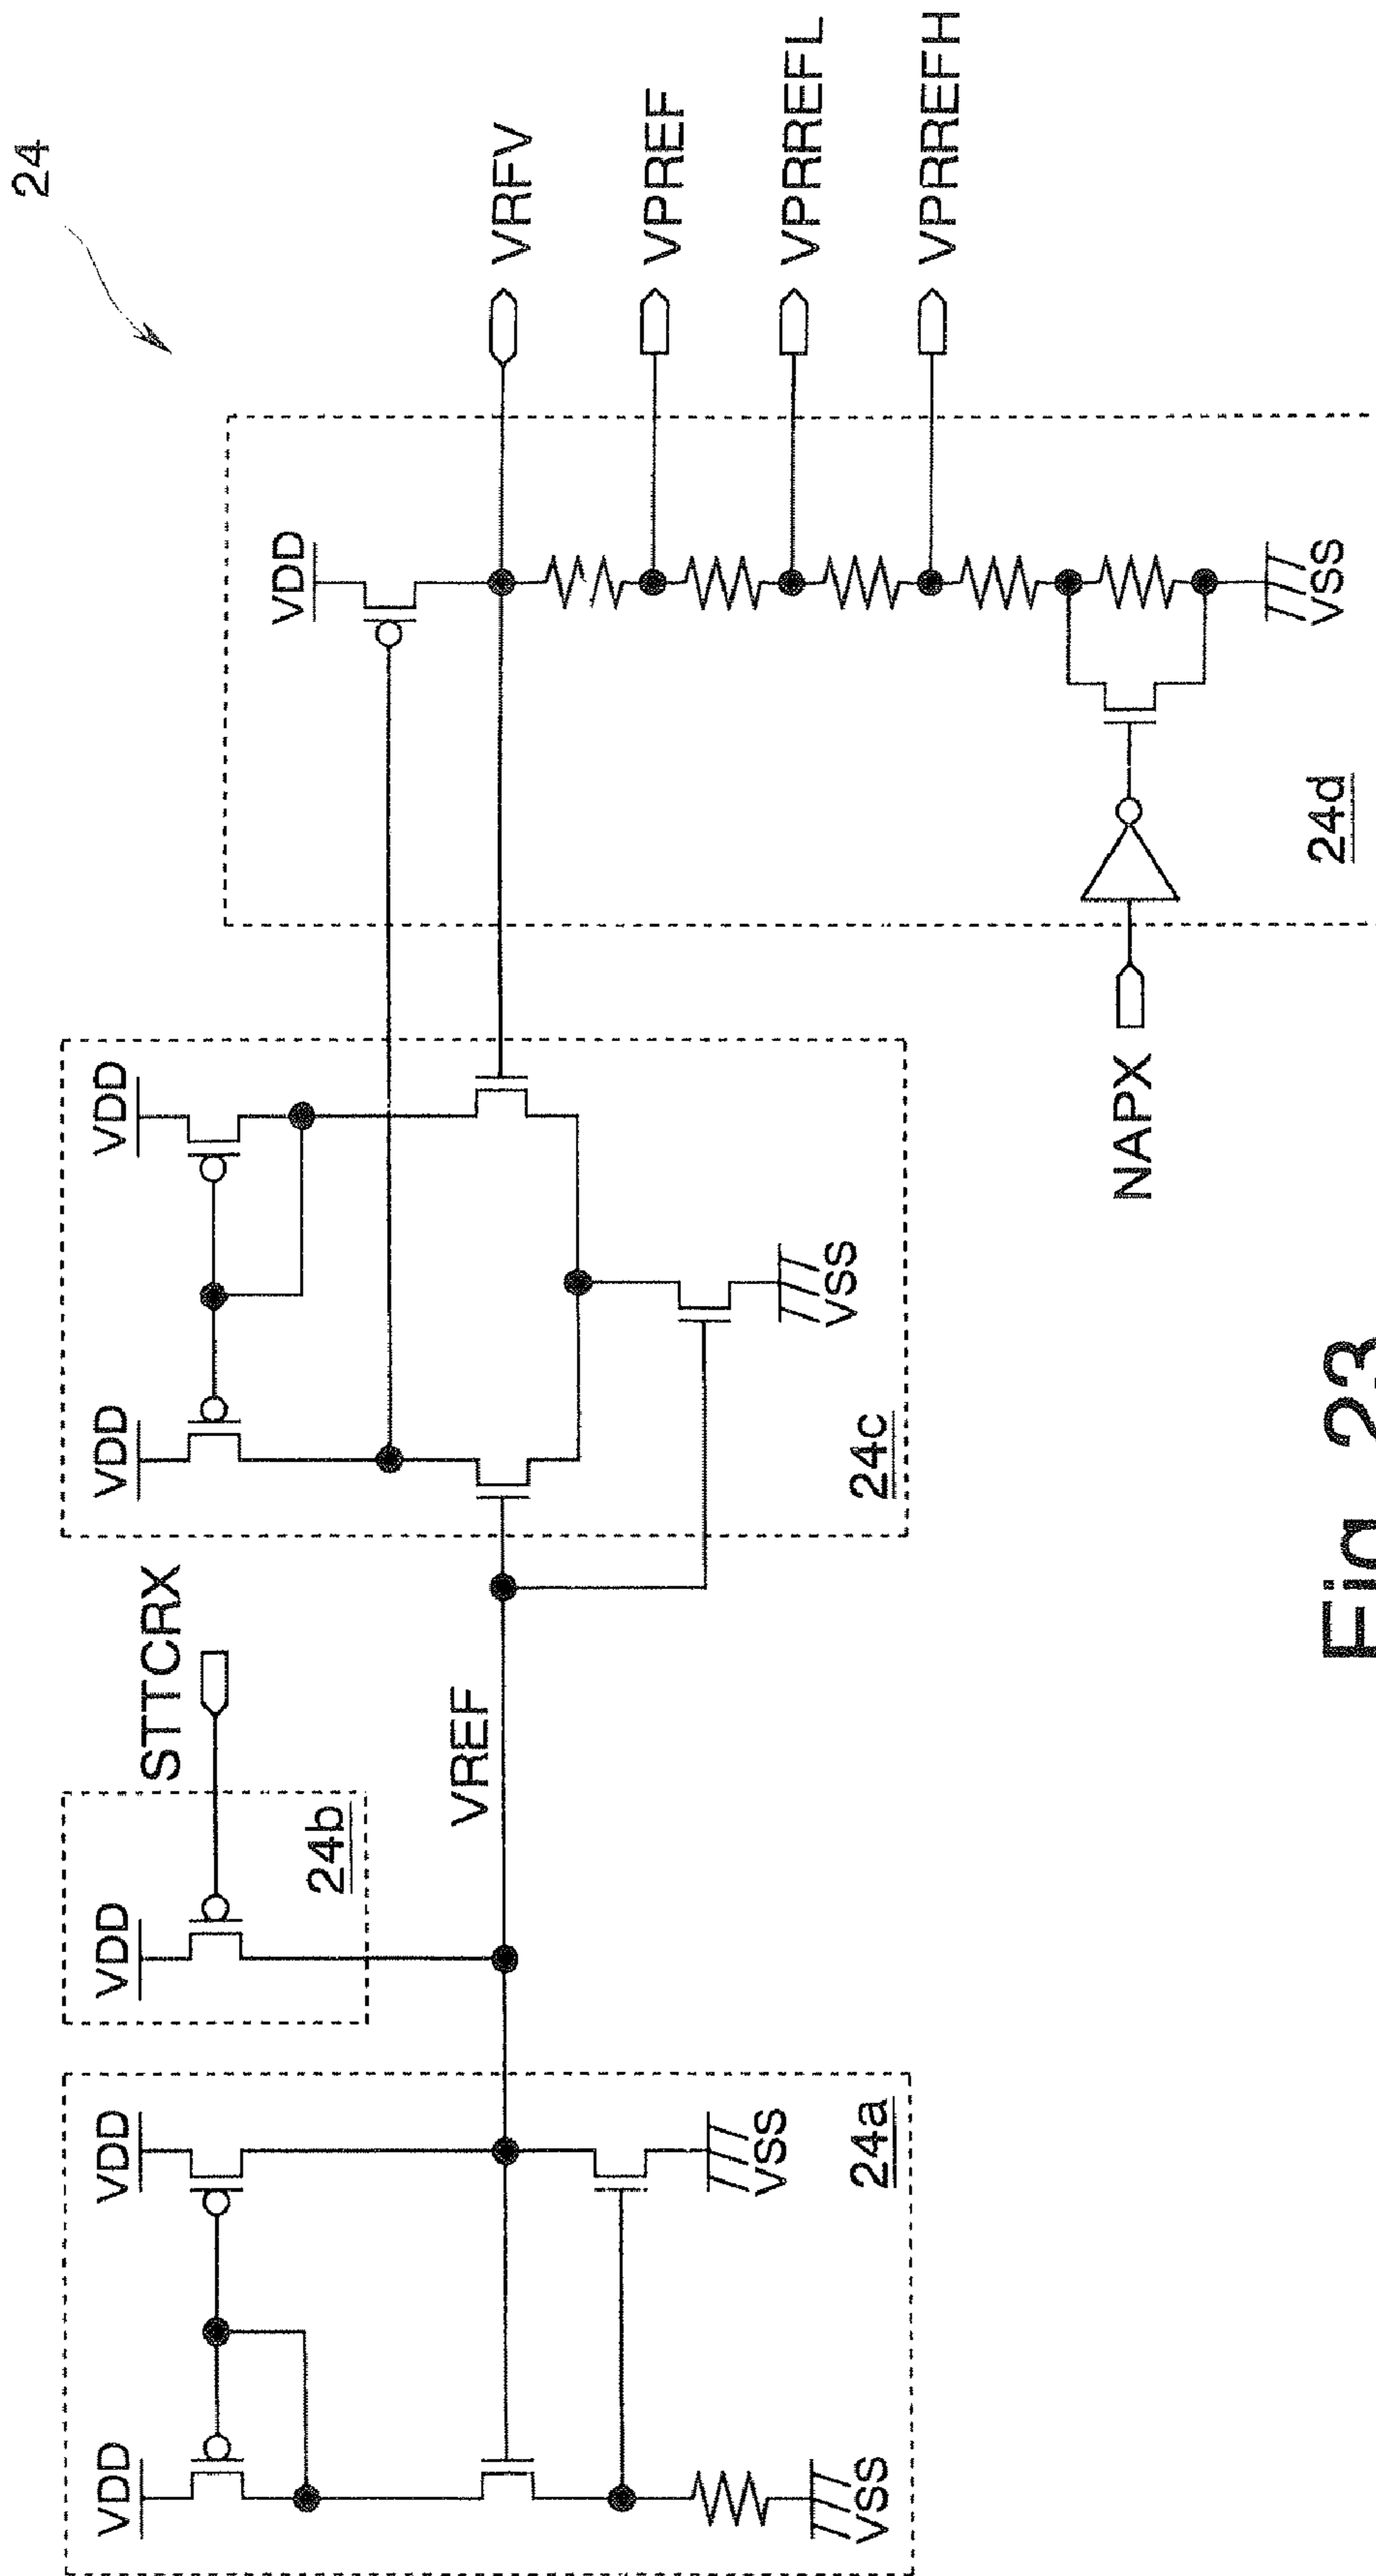 24
VDD
VDD
VSS
VSS
24a
VDD
24b
STTCRX
VREF
VDD
VDD
VSS
24c
NAPX
VDD
VSS
24d
VRFV
VPREF
VPRREFL
VPRREFH
Fig. 23